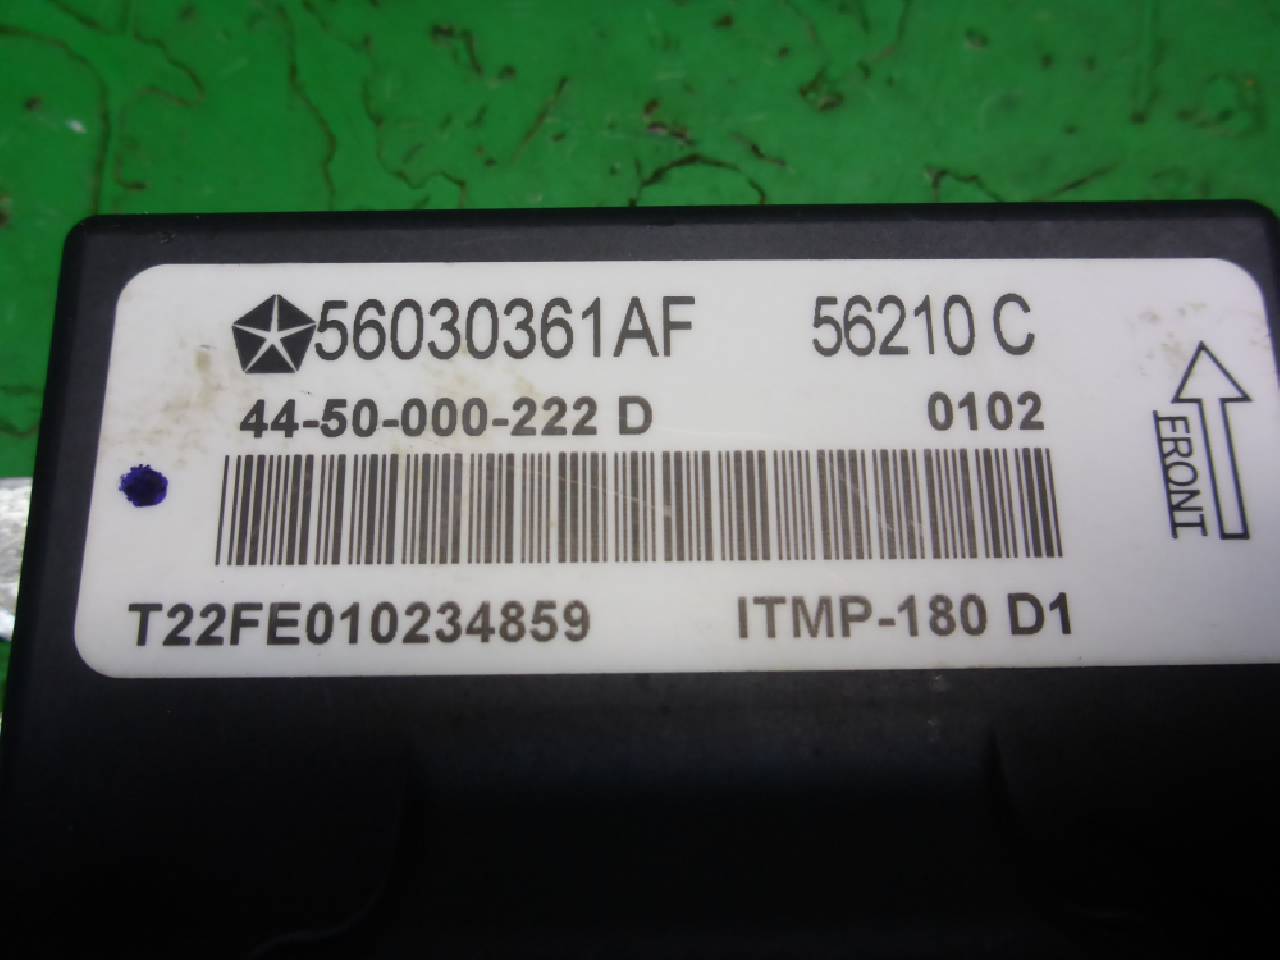 56030361AF 56210 C
44-50-000-222 D 0102
FRONT
T22FE010234859 ITMP-180 D1